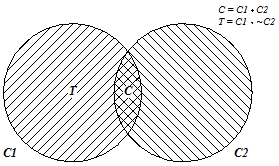 C = C1 • C2
T = C1 • ~C2
T
C
C1
C2